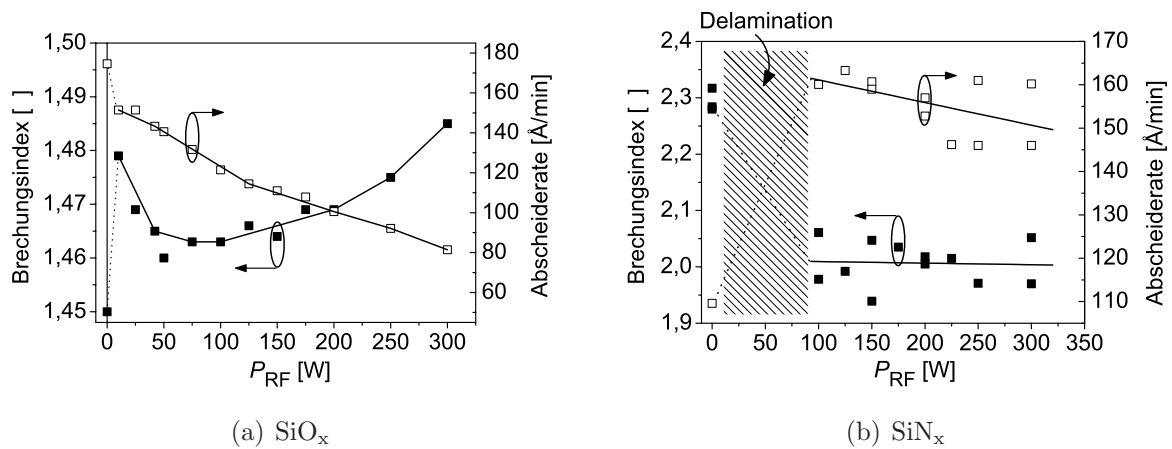 1,50
1,49
1,48
1,47
1,46
1,45
Brechungsindex [ ]
180
160
140
120
100
80
60
Abscheiderate [Å/min]
0 50 100 150 200 250 300
P_RF [W]
(a) SiO_x
Delamination
2,4
2,3
2,2
2,1
2,0
1,9
Brechungsindex [ ]
170
160
150
140
130
120
110
Abscheiderate [Å/min]
0 50 100 150 200 250 300 350
P_RF [W]
(b) SiN_x